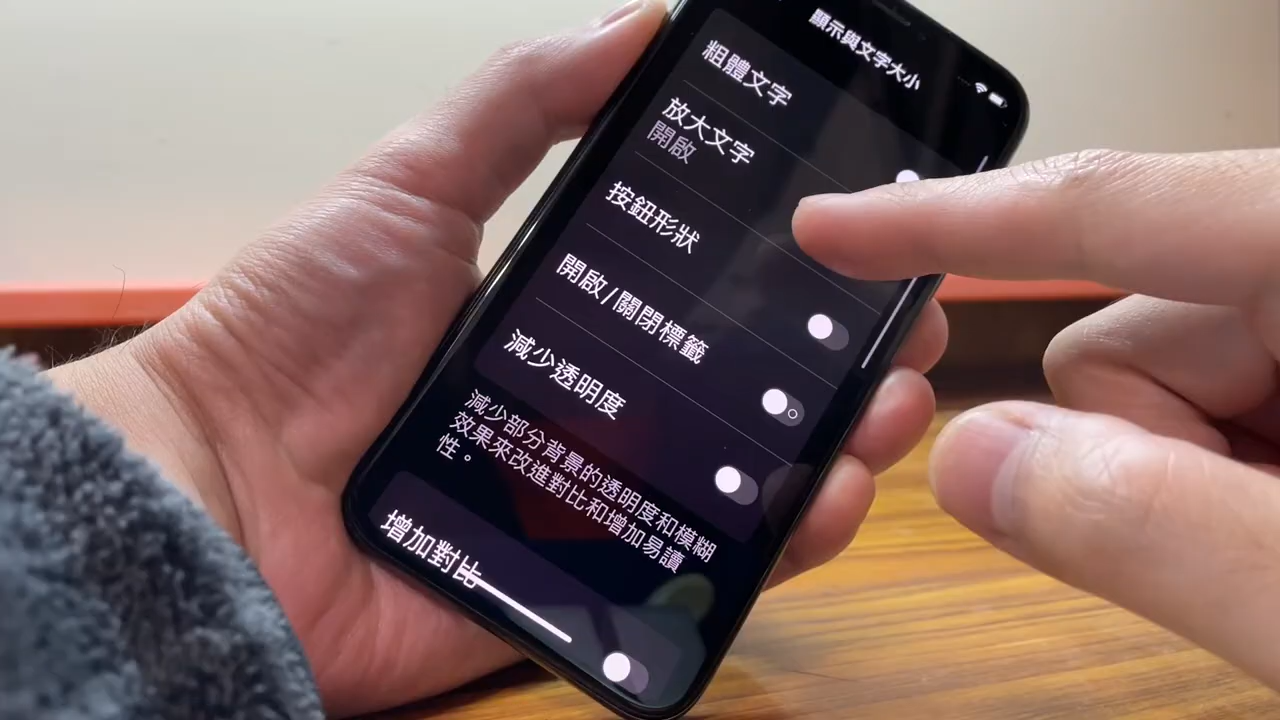 顯示與文字大小
粗體文字
放大文字
開啟
按鈕形狀
開啟/關閉標籤
減少透明度
減少部分背景的透明度和模糊
效果來改進對比和增加易讀
性。
增加對比